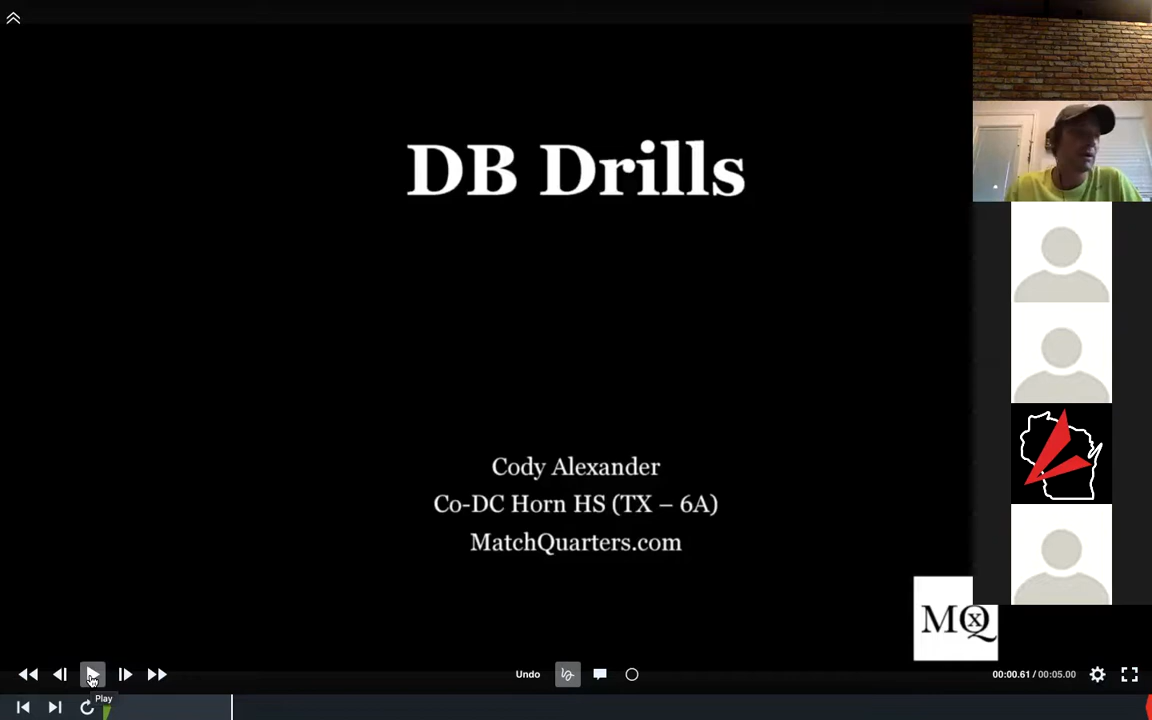 DB Drills
Cody Alexander
Co-DC Horn HS (TX – 6A)
MatchQuarters.com
MxQ
Undo
00:00.61 / 00:05.00
Play